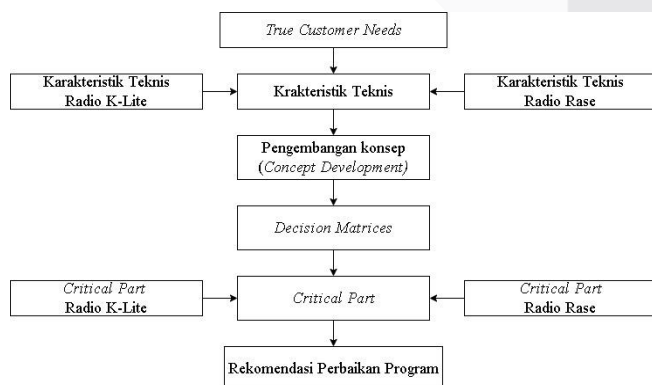 True Customer Needs
Karakteristik Teknis
Radio K-Lite
Krakteristik Teknis
Karakteristik Teknis
Radio Rase
Pengembangan konsep
(Concept Development)
Decision Matrices
Critical Part
Radio K-Lite
Critical Part
Critical Part
Radio Rase
Rekomendasi Perbaikan Program